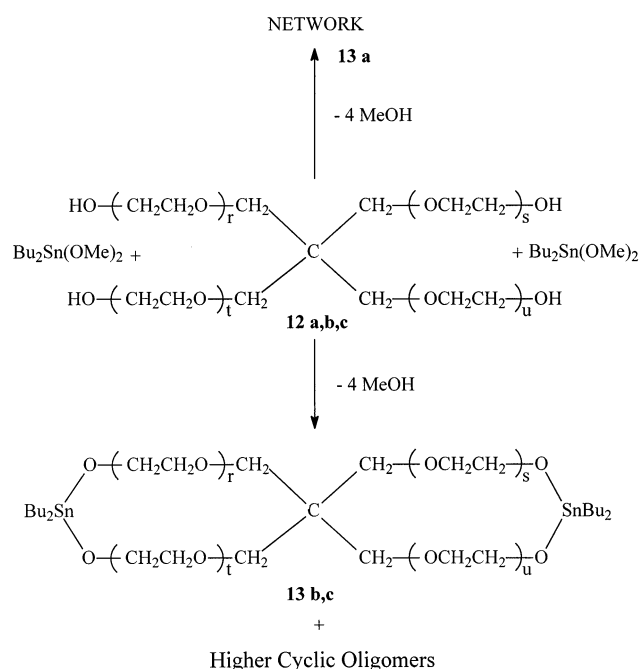 NETWORK
13 a
- 4 MeOH
HO-(CH₂CH₂O)ᵣ-CH₂ CH₂-(OCH₂CH₂)ₛ-OH
Bu₂Sn(OMe)₂ + C + Bu₂Sn(OMe)₂
HO-(CH₂CH₂O)ₜ-CH₂ CH₂-(OCH₂CH₂)ᵤ-OH
12 a,b,c
- 4 MeOH
O-(CH₂CH₂O)ᵣ-CH₂ CH₂-(OCH₂CH₂)ₛ-O
Bu₂Sn C SnBu₂
O-(CH₂CH₂O)ₜ-CH₂ CH₂-(OCH₂CH₂)ᵤ-O
13 b,c
+
Higher Cyclic Oligomers